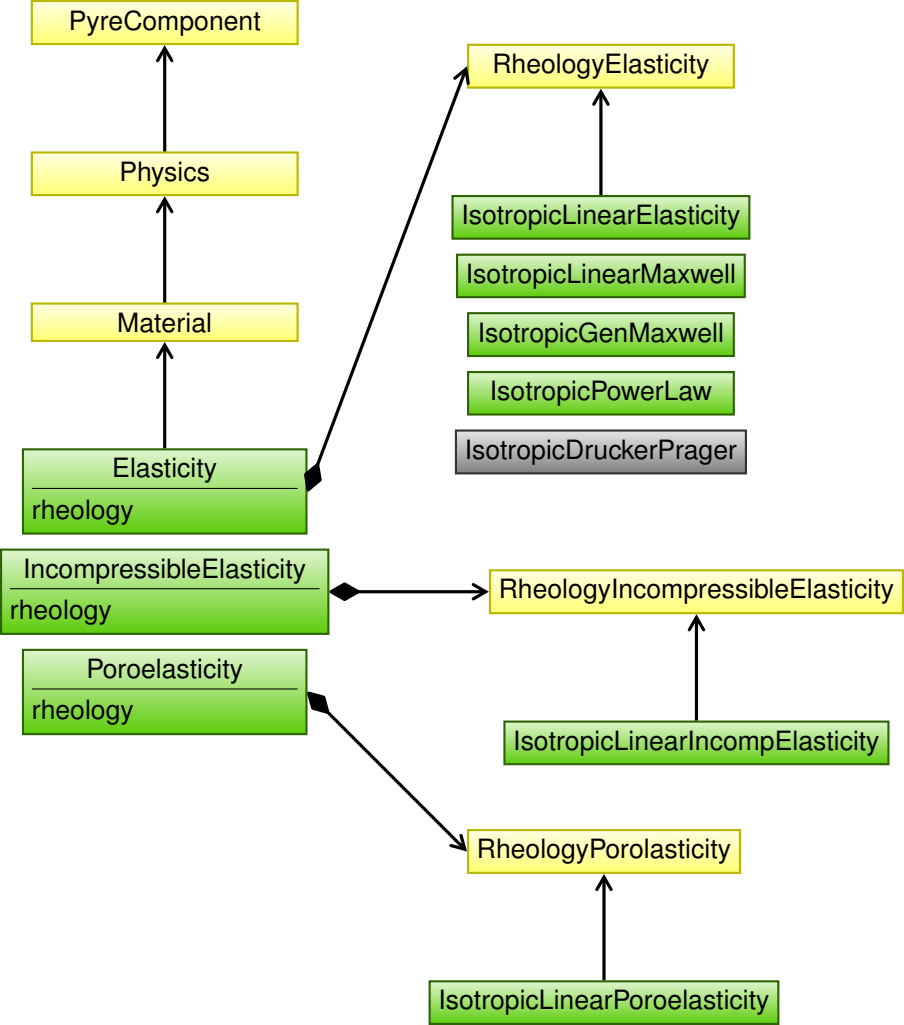 PyreComponent
Physics
Material
Elasticity
rheology
IncompressibleElasticity
rheology
Poroelasticity
rheology
RheologyElasticity
IsotropicLinearElasticity
IsotropicLinearMaxwell
IsotropicGenMaxwell
IsotropicPowerLaw
IsotropicDruckerPrager
RheologyIncompressibleElasticity
IsotropicLinearIncompElasticity
RheologyPorolasticity
IsotropicLinearPoroelasticity